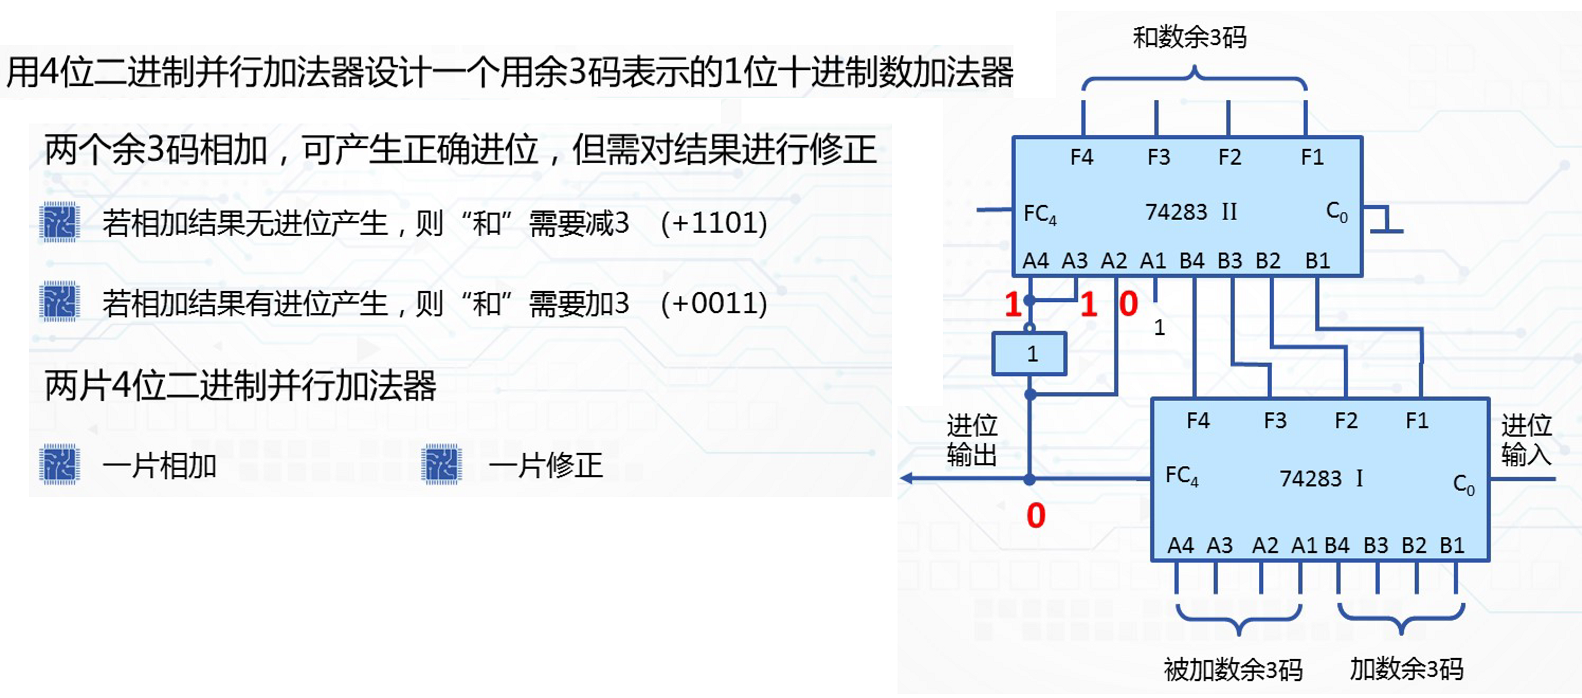 用4位二进制并行加法器设计一个用余3码表示的1位十进制数加法器
两个余3码相加，可产生正确进位，但需对结果进行修正
若相加结果无进位产生，则“和”需要减3 (+1101)
若相加结果有进位产生，则“和”需要加3 (+0011)
两片4位二进制并行加法器
一片相加
一片修正
和数余3码
F4 F3 F2 F1
FC4 74283 II C0
A4 A3 A2 A1 B4 B3 B2 B1
1 1 0
1
1
F4 F3 F2 F1
进位
输出
进位
输入
FC4 74283 I C0
0
A4 A3 A2 A1 B4 B3 B2 B1
被加数余3码 加数余3码